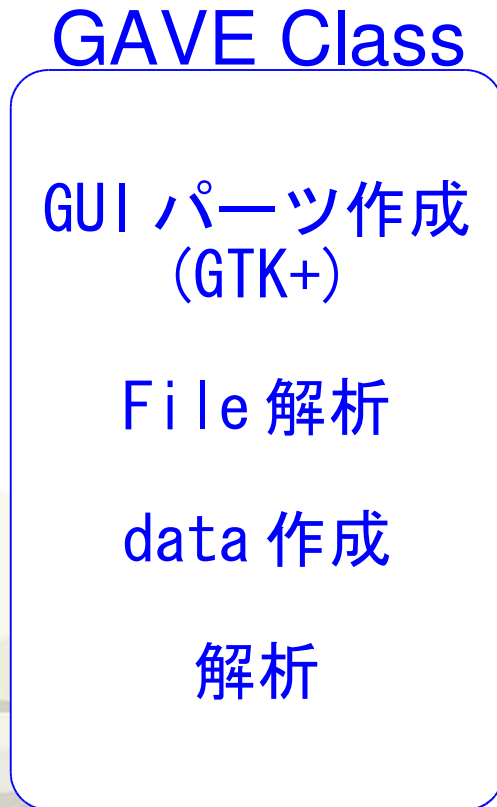 GAVE Class
GUI パーツ作成
(GTK+)
File 解析
data 作成
解析